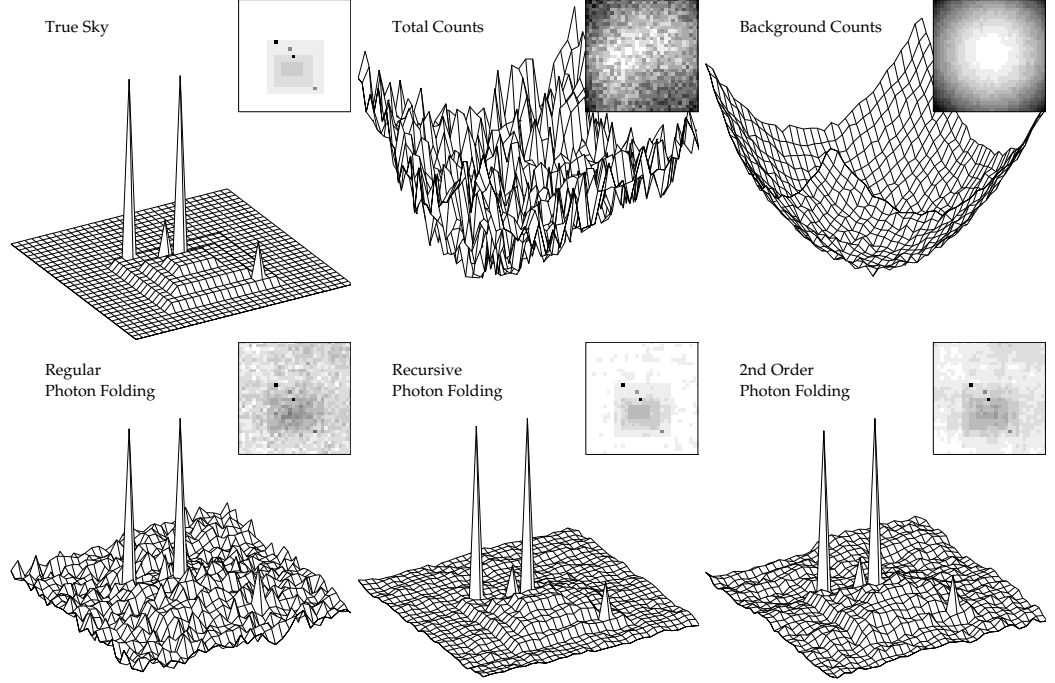 True Sky
Total Counts
Background Counts
Regular
Photon Folding
Recursive
Photon Folding
2nd Order
Photon Folding